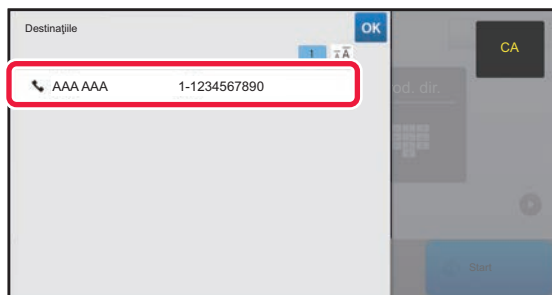 Destinaţiile
OK
CA
1
AAA AAA 1-1234567890
od. dir.
Start